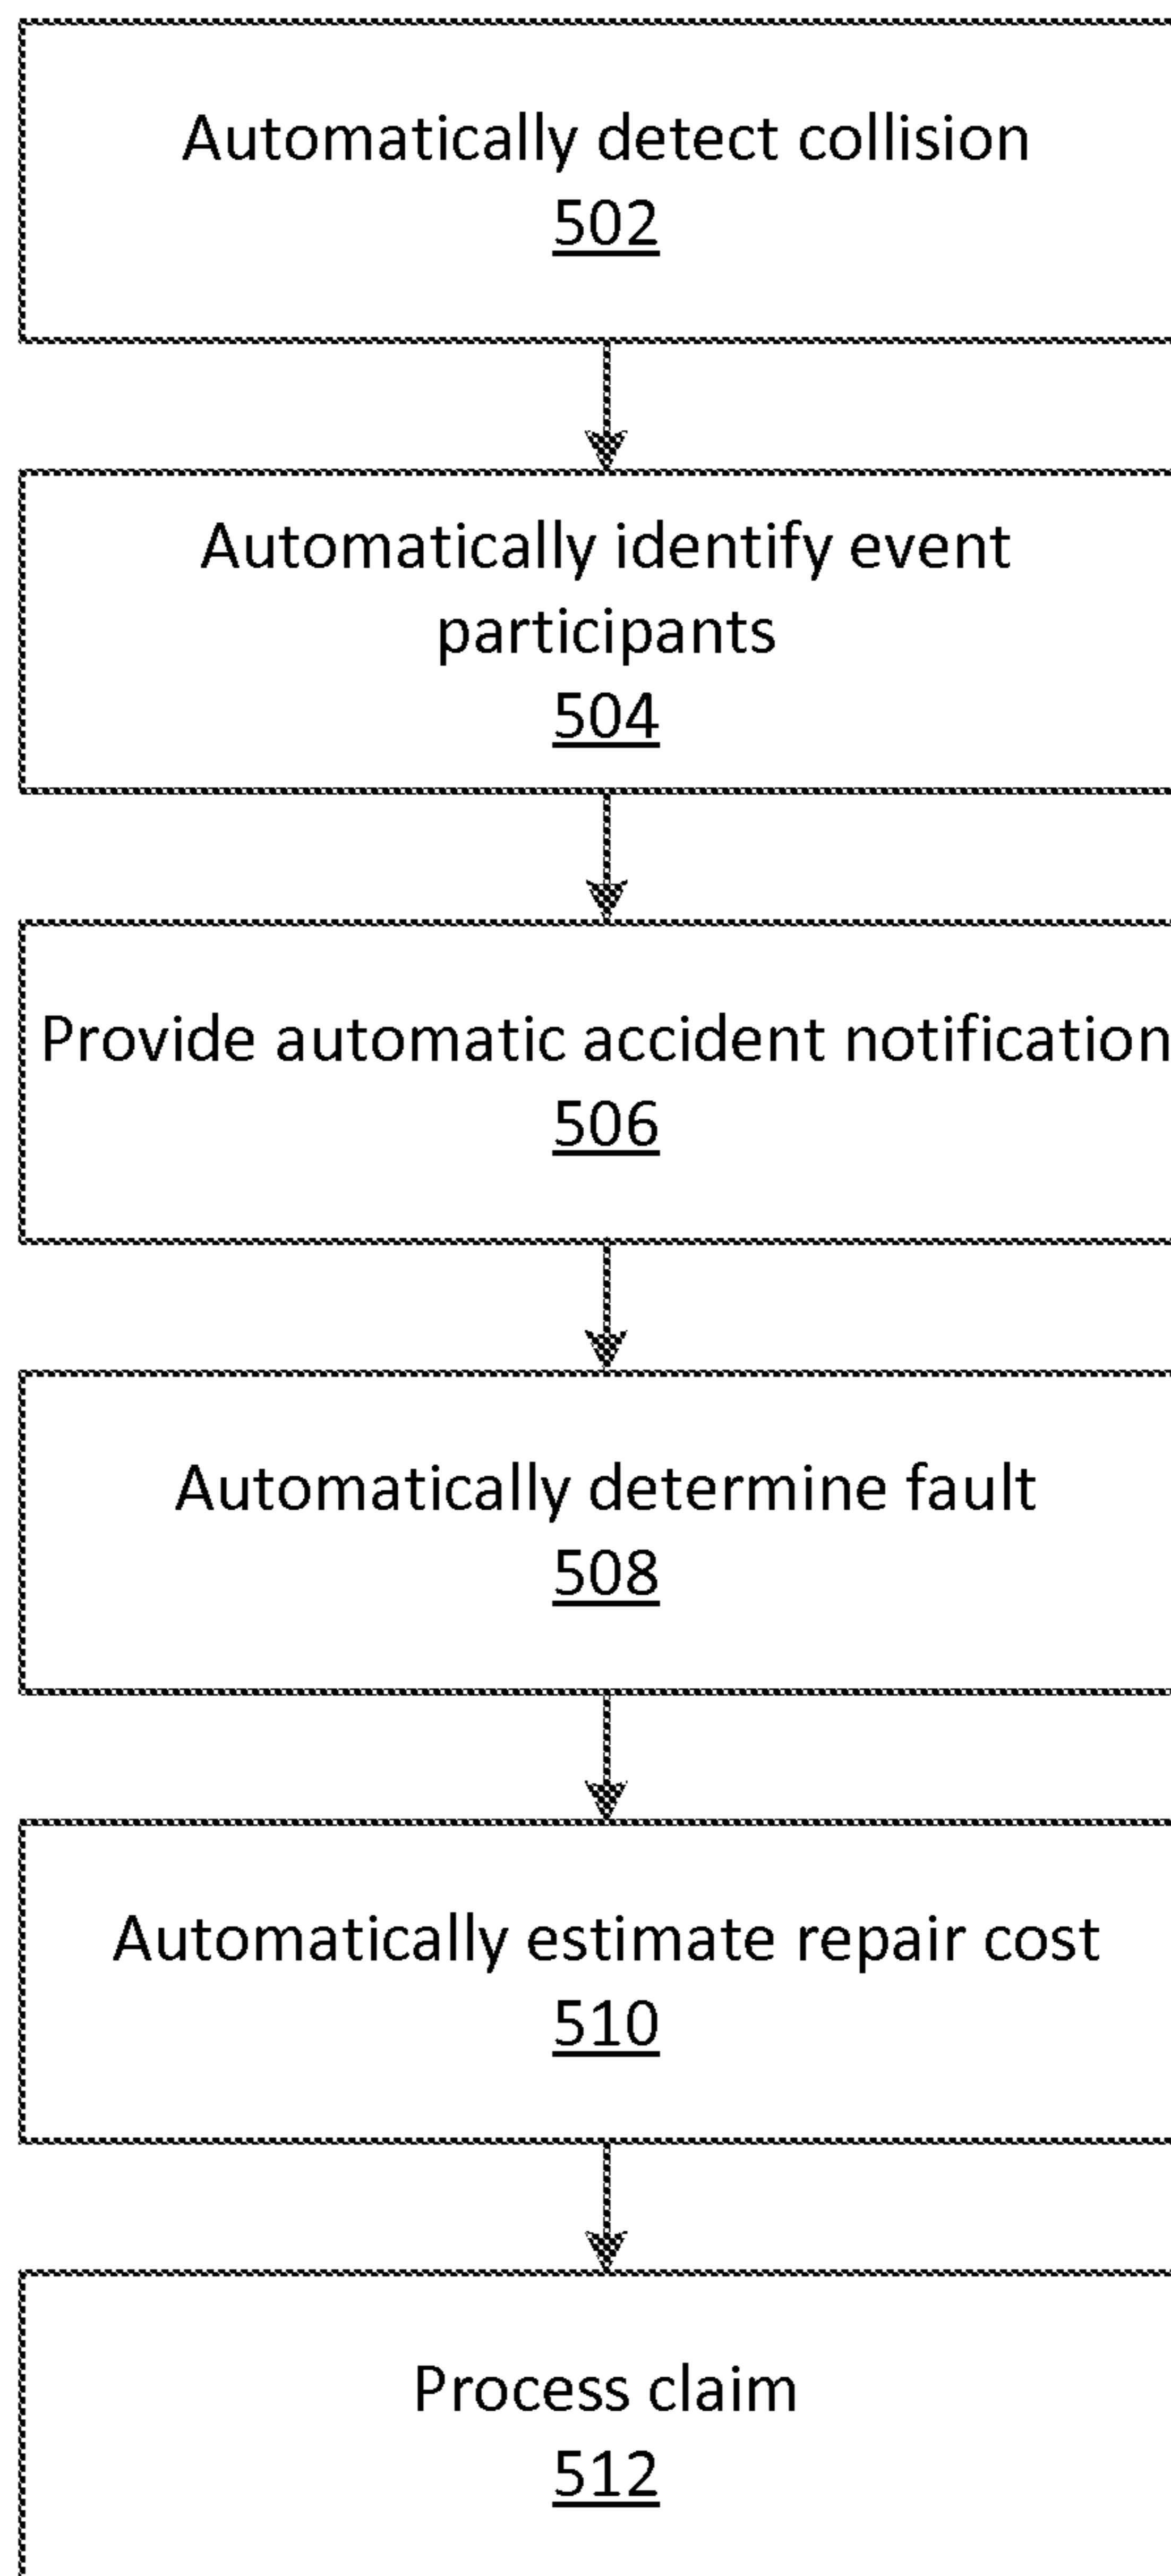 Automatically detect collision
502
Automatically identify event
participants
504
Provide automatic accident notification
506
Automatically determine fault
508
Automatically estimate repair cost
510
Process claim
512